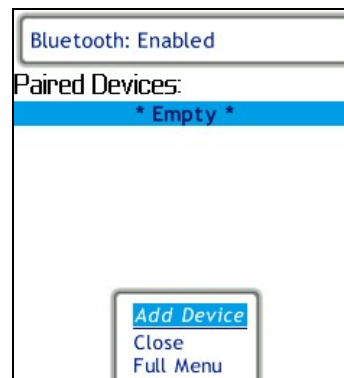 Bluetooth: Enabled
Paired Devices:
* Empty *
Add Device
Close
Full Menu